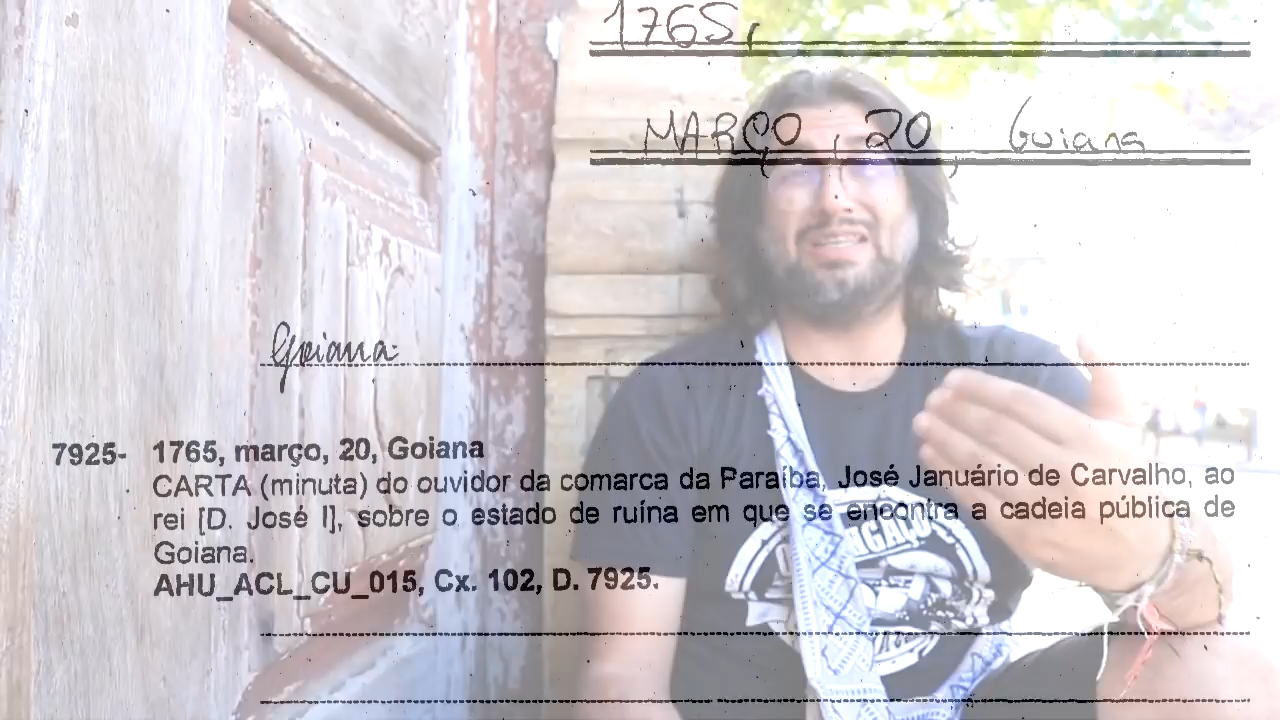 1765,
MARÇO, 20, Goiana
Goiana
7925- 1765, março, 20, Goiana
CARTA (minuta) do ouvidor da comarca da Paraíba, José Januário de Carvalho, ao
rei [D. José I], sobre o estado de ruína em que se encontra a cadeia pública de
Goiana.
AHU_ACL_CU_015, Cx. 102, D. 7925.